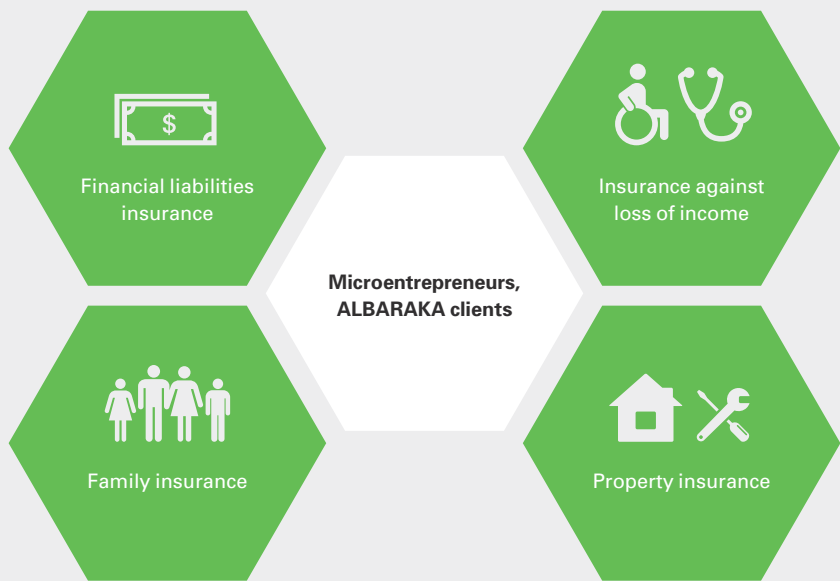 $
Financial liabilities
insurance
Insurance against
loss of income
Microentrepreneurs,
ALBARAKA clients
Family insurance
Property insurance